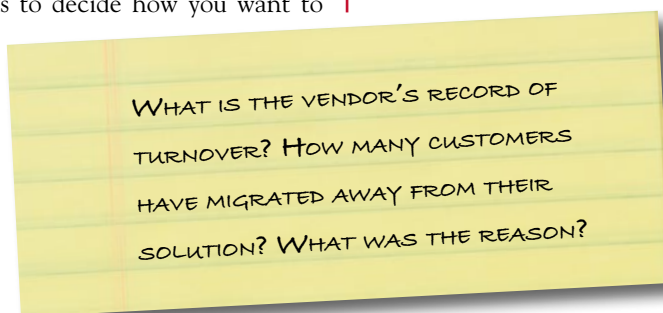 s to decide how you want to
WHAT IS THE VENDOR'S RECORD OF
TURNOVER? HOW MANY CUSTOMERS
HAVE MIGRATED AWAY FROM THEIR
SOLUTION? WHAT WAS THE REASON?